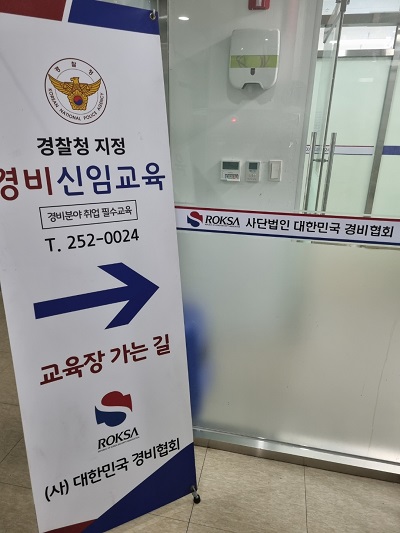 경찰청
KOREAN NATIONAL POLICE AGENCY
경찰청 지정
경비신임교육
경비분야 취업 필수교육
T. 252-0024
교육장 가는 길
ROKSA
(사) 대한민국 경비협회
ROKSA 사단법인 대한민국 경비협회